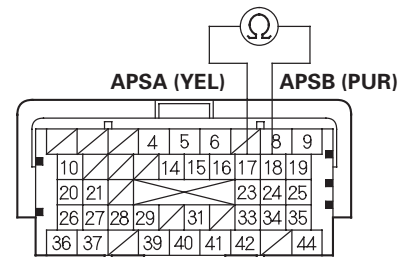 Ω
APSA (YEL) APSB (PUR)
4 5 6 8 9
10 14 15 16 17 18 19
20 21 23 24 25
26 27 28 29 31 33 34 35
36 37 39 40 41 42 44